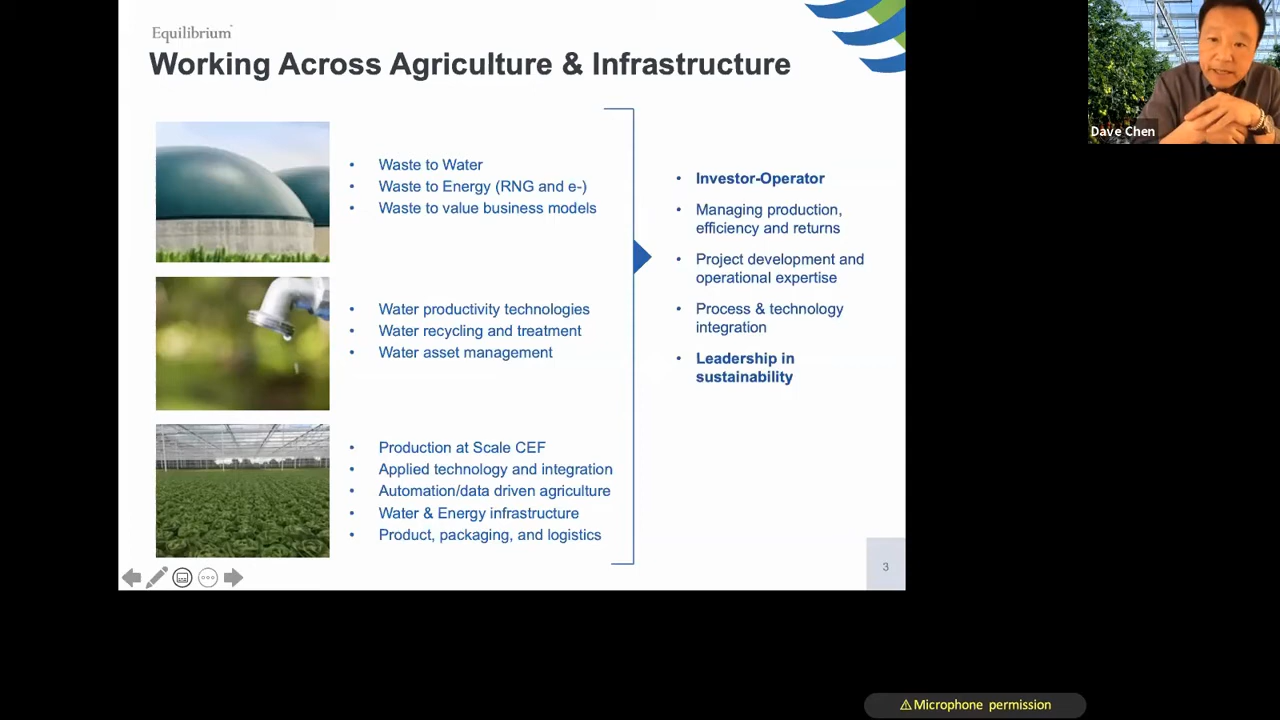 Equilibrium
Working Across Agriculture & Infrastructure
• Waste to Water
• Waste to Energy (RNG and e-)
• Waste to value business models
• Water productivity technologies
• Water recycling and treatment
• Water asset management
• Production at Scale CEF
• Applied technology and integration
• Automation/data driven agriculture
• Water & Energy infrastructure
• Product, packaging, and logistics
• Investor-Operator
• Managing production,
efficiency and returns
• Project development and
operational expertise
• Process & technology
integration
• Leadership in
sustainability
3
Dave Chen
⚠Microphone permission